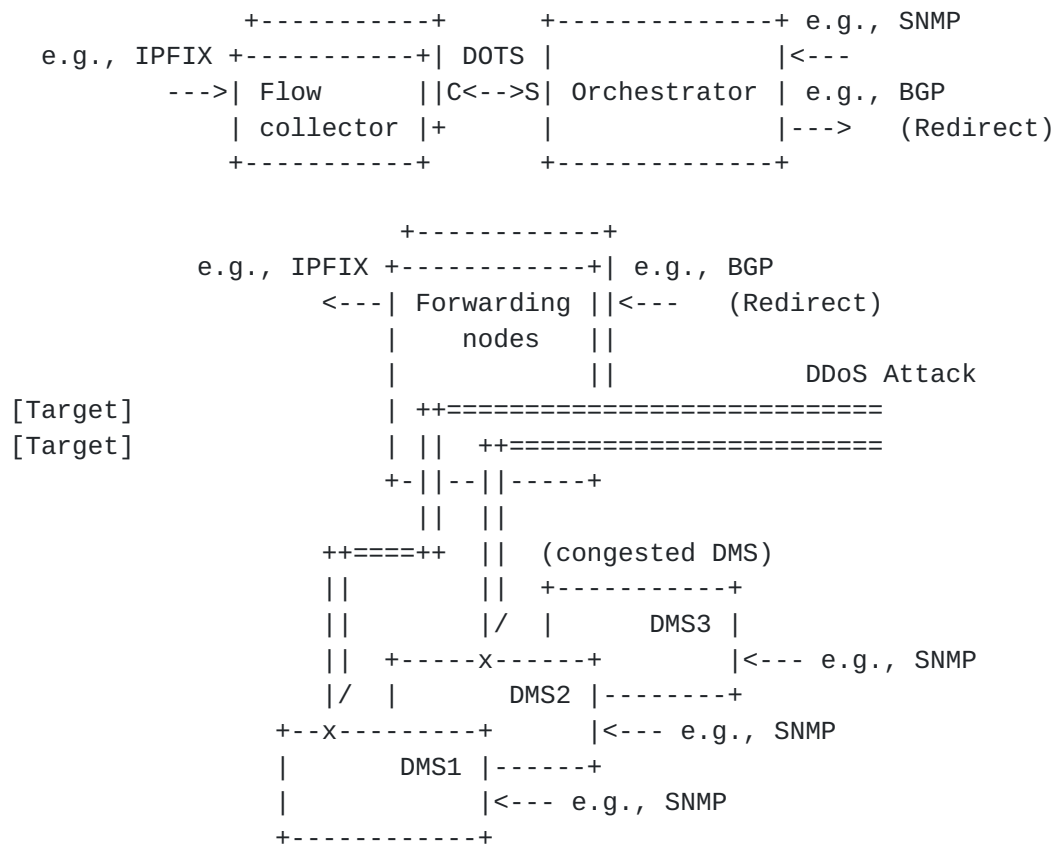 +-----------+      +--------------+ e.g., SNMP
  e.g., IPFIX +-----------+| DOTS |              |<---
          --->| Flow      ||C<-->S| Orchestrator | e.g., BGP
              | collector |+      |              |--->   (Redirect)
              +-----------+       +--------------+

                         +------------+
            e.g., IPFIX +------------+| e.g., BGP
                    <---| Forwarding ||<---   (Redirect)
                        |    nodes   ||
                        |            ||            DDoS Attack
[Target]                | ++============================
[Target]                | ||  ++========================
                        +-||--||-----+
                          ||  ||
                    ++====++  ||  (congested DMS)
                    ||        ||  +-----------+
                    ||        |/  |      DMS3 |
                    ||  +-----x------+        |<--- e.g., SNMP
                    |/  |       DMS2 |--------+
                 +--x---------+      |<--- e.g., SNMP
                 |       DMS1 |------+
                 |            |<--- e.g., SNMP
                 +------------+